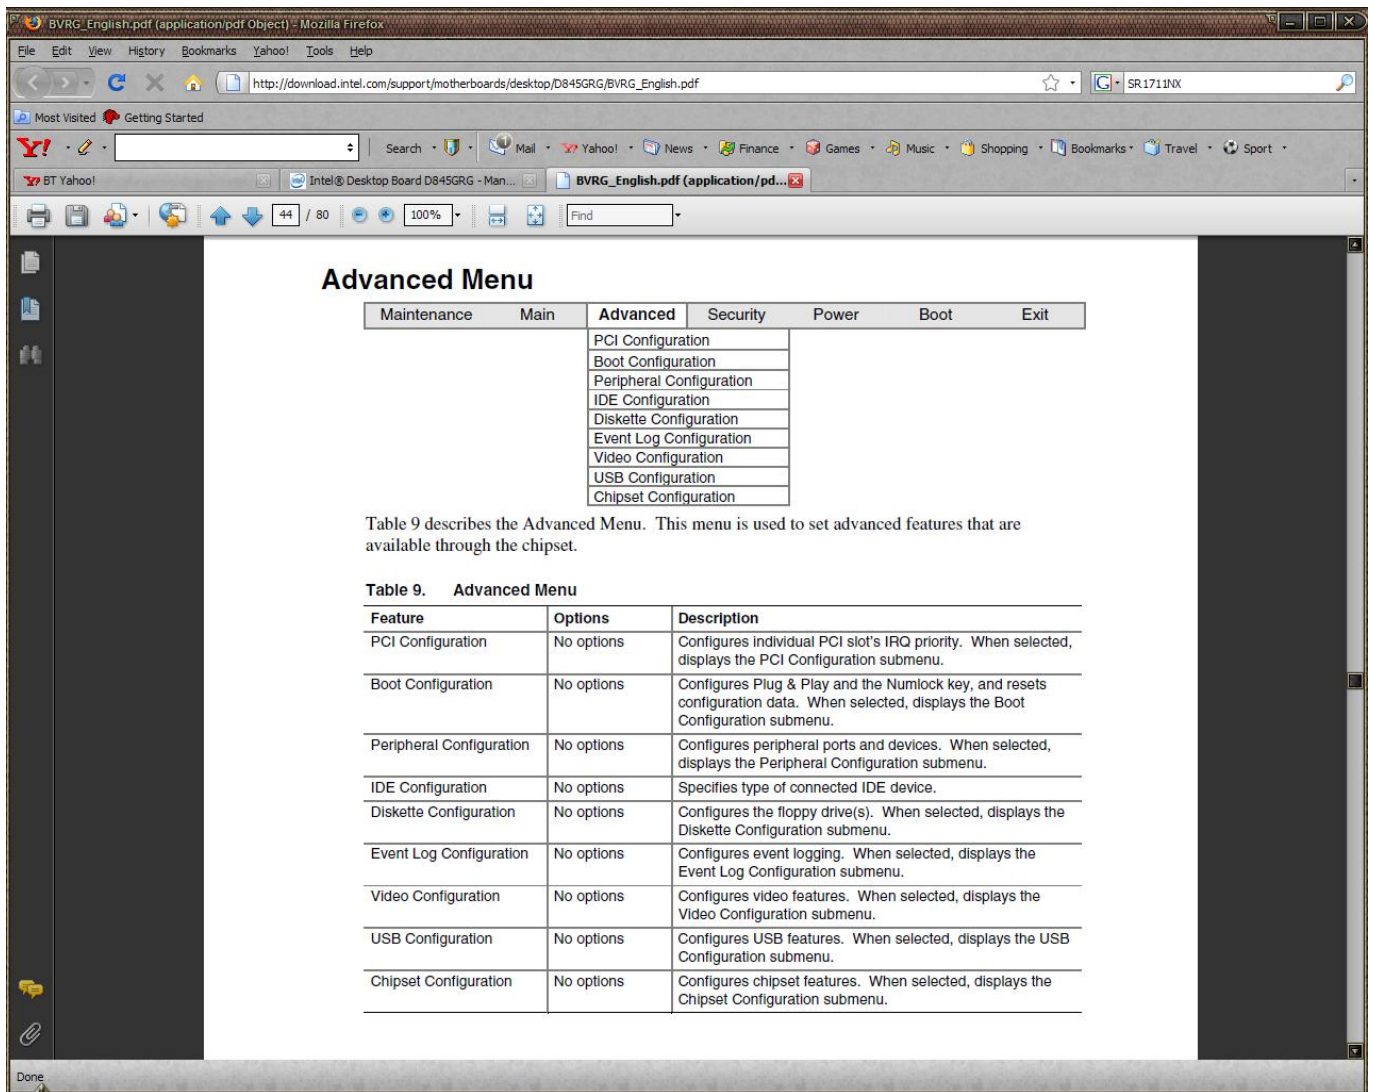 BVRG_English.pdf (application/pdf Object) - Mozilla Firefox
File Edit View History Bookmarks Yahoo! Tools Help
http://download.intel.com/support/motherboards/desktop/D845GRG/BVRG_English.pdf
G SR1711NX
Most Visited Getting Started
Y! Search Mail Yahoo! News Finance Games Music Shopping Bookmarks Travel Sport
BT Yahoo! Intel® Desktop Board D845GRG - Man... BVRG_English.pdf (application/pd...
44 / 80 100% Find
Advanced Menu
Maintenance Main Advanced Security Power Boot Exit
PCI Configuration
Boot Configuration
Peripheral Configuration
IDE Configuration
Diskette Configuration
Event Log Configuration
Video Configuration
USB Configuration
Chipset Configuration
Table 9 describes the Advanced Menu. This menu is used to set advanced features that are
available through the chipset.
Table 9. Advanced Menu
Feature Options Description
PCI Configuration No options Configures individual PCI slot's IRQ priority. When selected,
displays the PCI Configuration submenu.
Boot Configuration No options Configures Plug & Play and the Numlock key, and resets
configuration data. When selected, displays the Boot
Configuration submenu.
Peripheral Configuration No options Configures peripheral ports and devices. When selected,
displays the Peripheral Configuration submenu.
IDE Configuration No options Specifies type of connected IDE device.
Diskette Configuration No options Configures the floppy drive(s). When selected, displays the
Diskette Configuration submenu.
Event Log Configuration No options Configures event logging. When selected, displays the
Event Log Configuration submenu.
Video Configuration No options Configures video features. When selected, displays the
Video Configuration submenu.
USB Configuration No options Configures USB features. When selected, displays the USB
Configuration submenu.
Chipset Configuration No options Configures chipset features. When selected, displays the
Chipset Configuration submenu.
Done